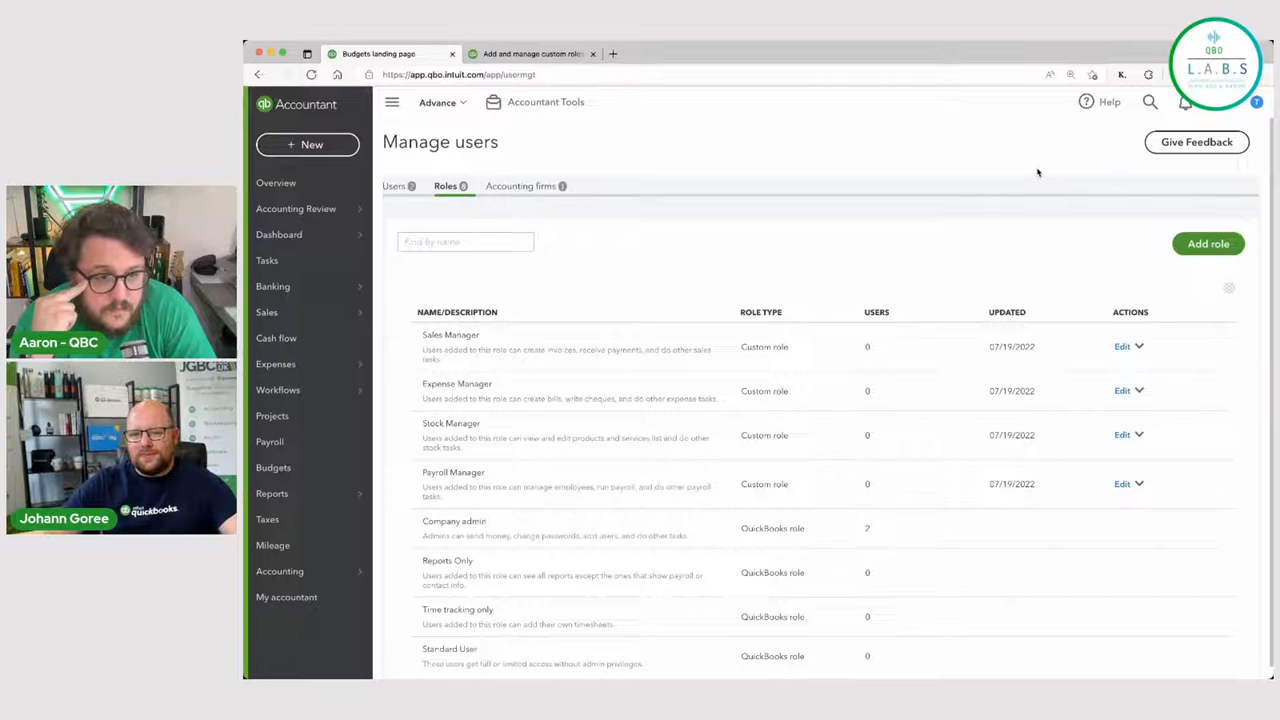 Budgets landing page
Add and manage custom role
https://app.qbo.intuit.com/app/usermgt
K.
QBO
L.A.B.S
qb Accountant
Advance
Accountant Tools
Help
T
+ New
Manage users
Give Feedback
Users 2
Roles 8
Accounting firms 1
Find by name
Add role
Overview
Accounting Review
Dashboard
Tasks
Banking
Sales
Cash flow
Expenses
Workflows
Projects
Payroll
Budgets
Reports
Taxes
Mileage
Accounting
My accountant
NAME/DESCRIPTION ROLE TYPE USERS UPDATED ACTIONS
Sales Manager
Users added to this role can create invoices, receive payments, and do other sales
tasks.
Custom role 0 07/19/2022 Edit
Expense Manager
Users added to this role can create bills, write cheques, and do other expense tasks.
Custom role 0 07/19/2022 Edit
Stock Manager
Users added to this role can view and edit products and services list and do other
stock tasks.
Custom role 0 07/19/2022 Edit
Payroll Manager
Users added to this role can manage employees, run payroll, and do other payroll
tasks.
Custom role 0 07/19/2022 Edit
Company admin
Admins can send money, change passwords, add users, and do other tasks
QuickBooks role 2
Reports Only
Users added to this role can see all reports except the ones that show payroll or
contact info.
QuickBooks role 0
Time tracking only
Users added to this role can add their own timesheets.
QuickBooks role 0
Standard User
These users get full or limited access without admin privileges.
QuickBooks role 0
Aaron - QBC
JGBC
quickbooks.
Johann Goree